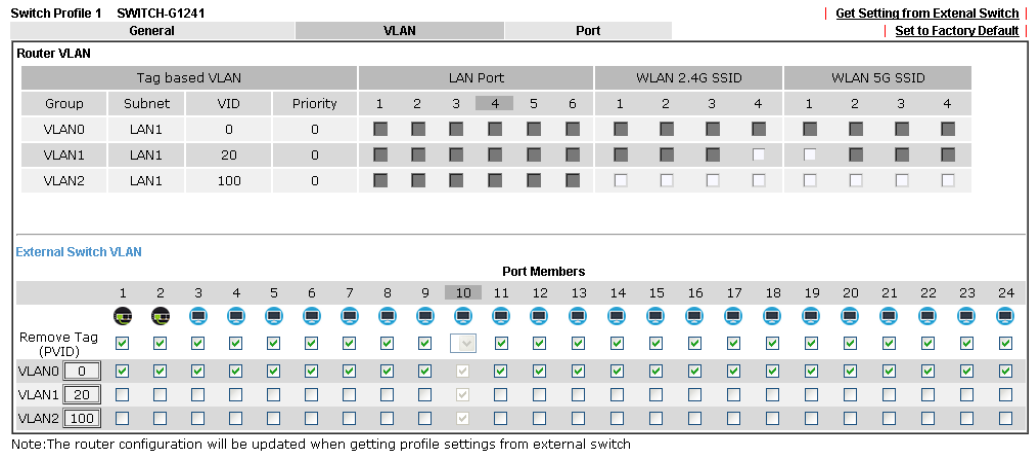 Switch Profile 1 SWITCH-G1241 Get Setting from Extenal Switch
General VLAN Port Set to Factory Default
Router VLAN
Tag based VLAN LAN Port WLAN 2.4G SSID WLAN 5G SSID
Group Subnet VID Priority 1 2 3 4 5 6 1 2 3 4 1 2 3 4
VLAN0 LAN1 0 0
VLAN1 LAN1 20 0
VLAN2 LAN1 100 0
External Switch VLAN
Port Members
1 2 3 4 5 6 7 8 9 10 11 12 13 14 15 16 17 18 19 20 21 22 23 24
Remove Tag
(PVID)
VLAN0 0
VLAN1 20
VLAN2 100
Note:The router configuration will be updated when getting profile settings from external switch